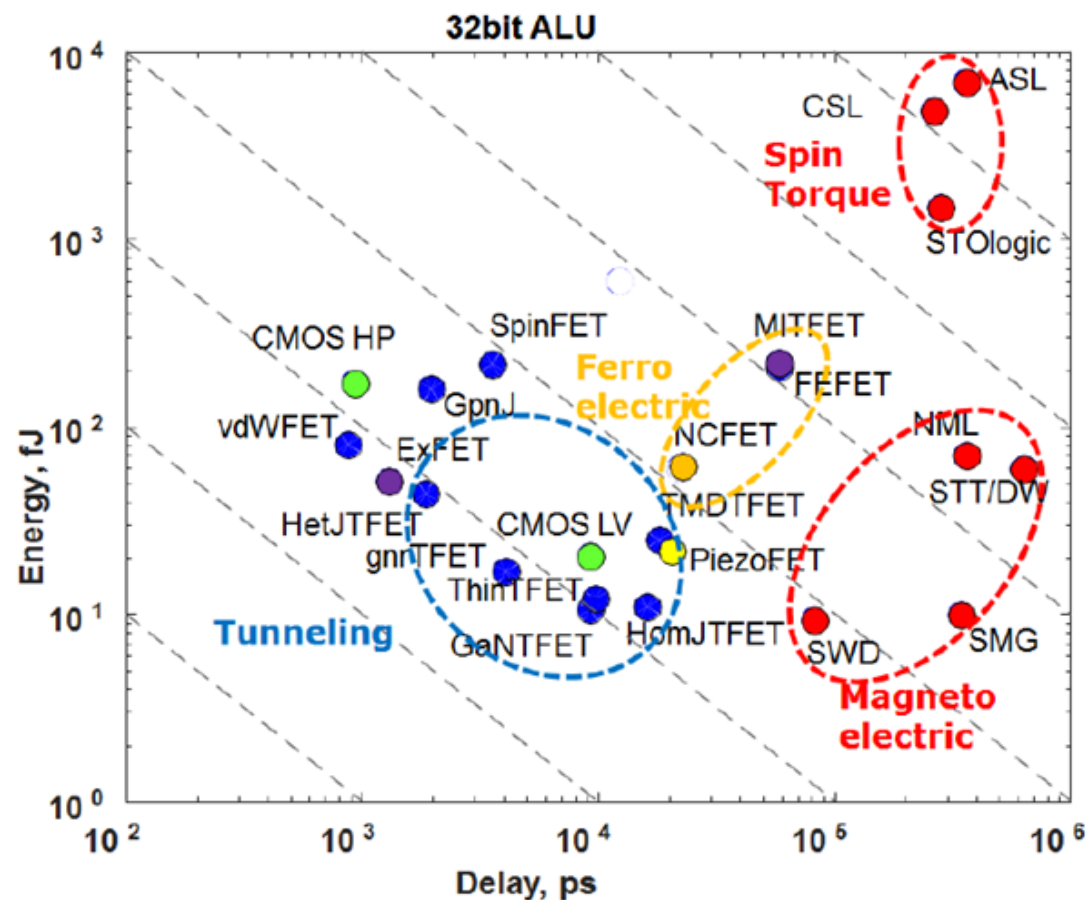 32bit ALU
10^4
ASL
CSL
Spin
Torque
10^3
STOlogic
SpinFET
MITFET
CMOS HP
Ferro
electric
FEFET
GpnJ
vdWFET
10^2
NCFET
NML
ExFET
STT/DW
TMDTFET
HetJTFET
CMOS LV
gnrTFET
PiezoFET
ThinTFET
10^1
Tunneling
GaNTFET
HomJTFET
SWD
SMG
Magneto
electric
10^0
10^2 10^3 10^4 10^5 10^6
Delay, ps
Energy, fJ